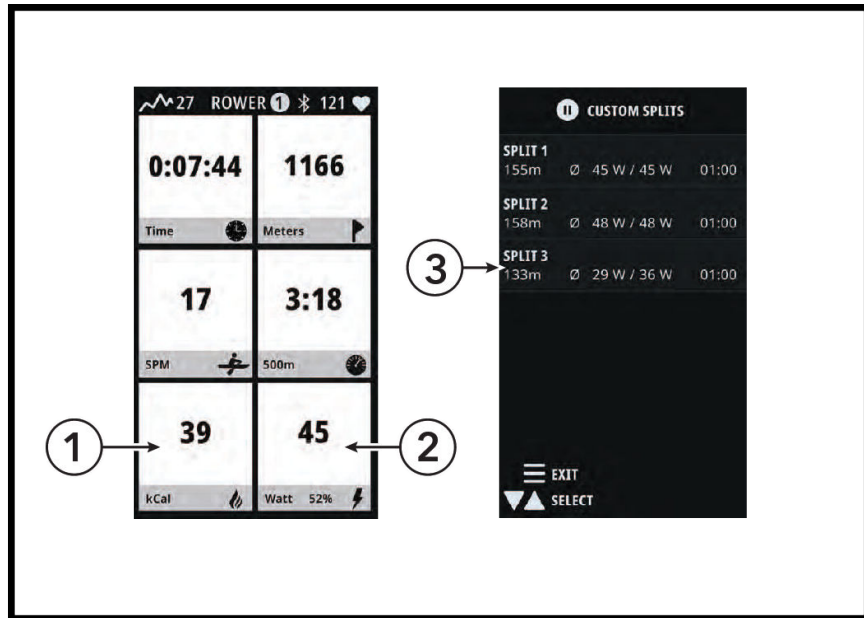 27 ROWER 1 121
0:07:44 1166
Time Meters
17 3:18
SPM 500m
39 45
kCal Watt 52%
1
2
CUSTOM SPLITS
SPLIT 1
155m Ø 45 W / 45 W 01:00
SPLIT 2
158m Ø 48 W / 48 W 01:00
SPLIT 3
133m Ø 29 W / 36 W 01:00
3
EXIT
SELECT